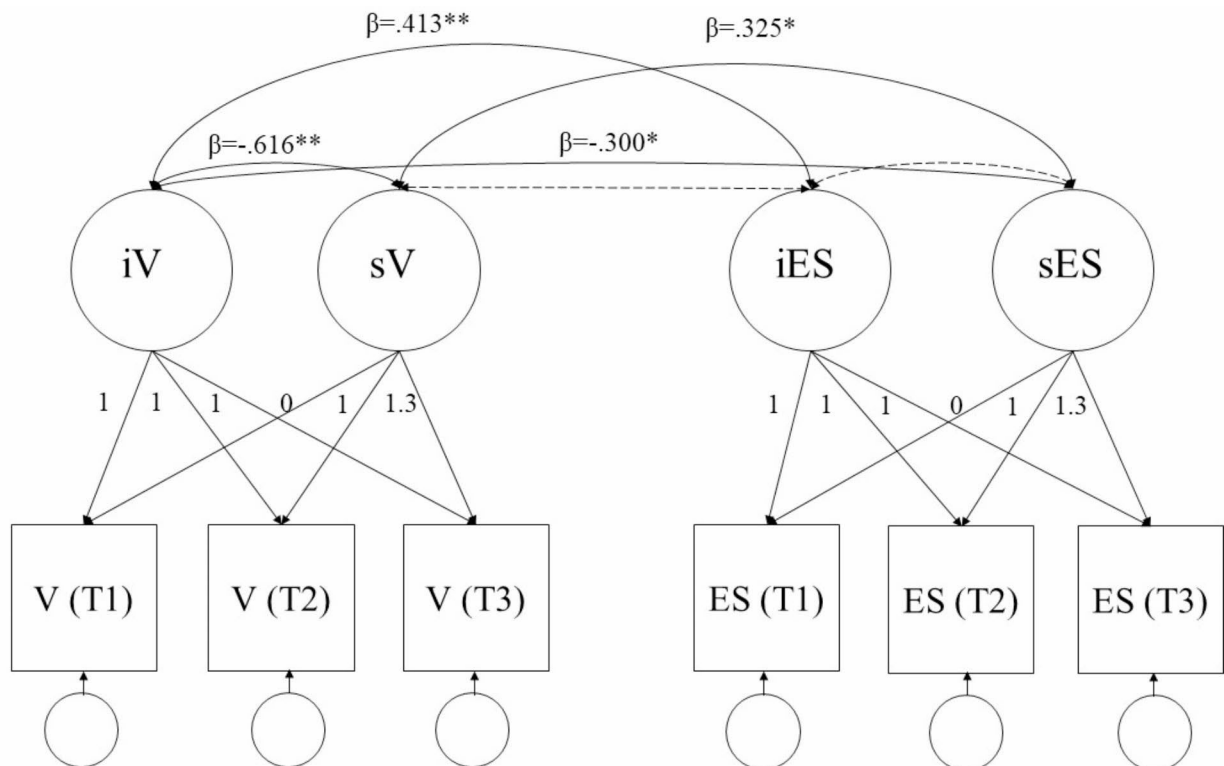 β=.413**
β=.325*
β=-.616**
β=-.300*
iV
sV
iES
sES
1
1
1
0
1
1.3
1
1
1
0
1
1.3
V (T1)
V (T2)
V (T3)
ES (T1)
ES (T2)
ES (T3)